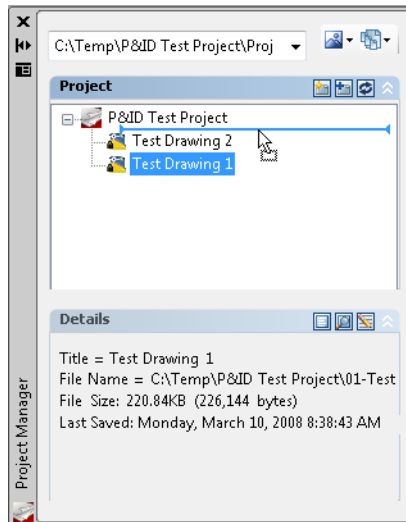 C:\Temp\P&ID Test Project\Proj
Project
P&ID Test Project
Test Drawing 2
Test Drawing 1
Details
Title = Test Drawing 1
File Name = C:\Temp\P&ID Test Project\01-Test
File Size: 220.84KB (226,144 bytes)
Last Saved: Monday, March 10, 2008 8:38:43 AM
Project Manager